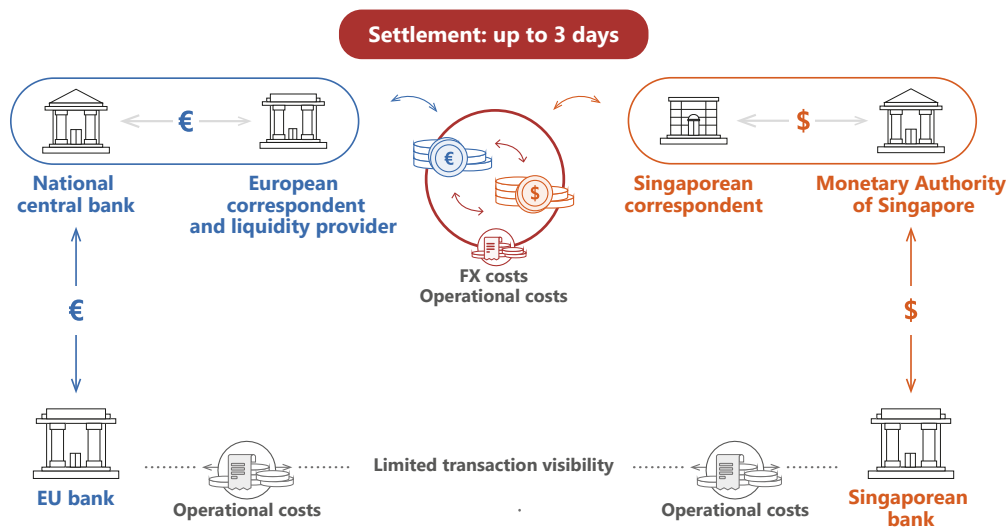 Settlement: up to 3 days
€
€
$
$
National
central bank
European
correspondent
and liquidity provider
Singaporean
correspondent
Monetary Authority
of Singapore
FX costs
Operational costs
€
$
Limited transaction visibility
EU bank
Operational costs
Operational costs
Singaporean
bank